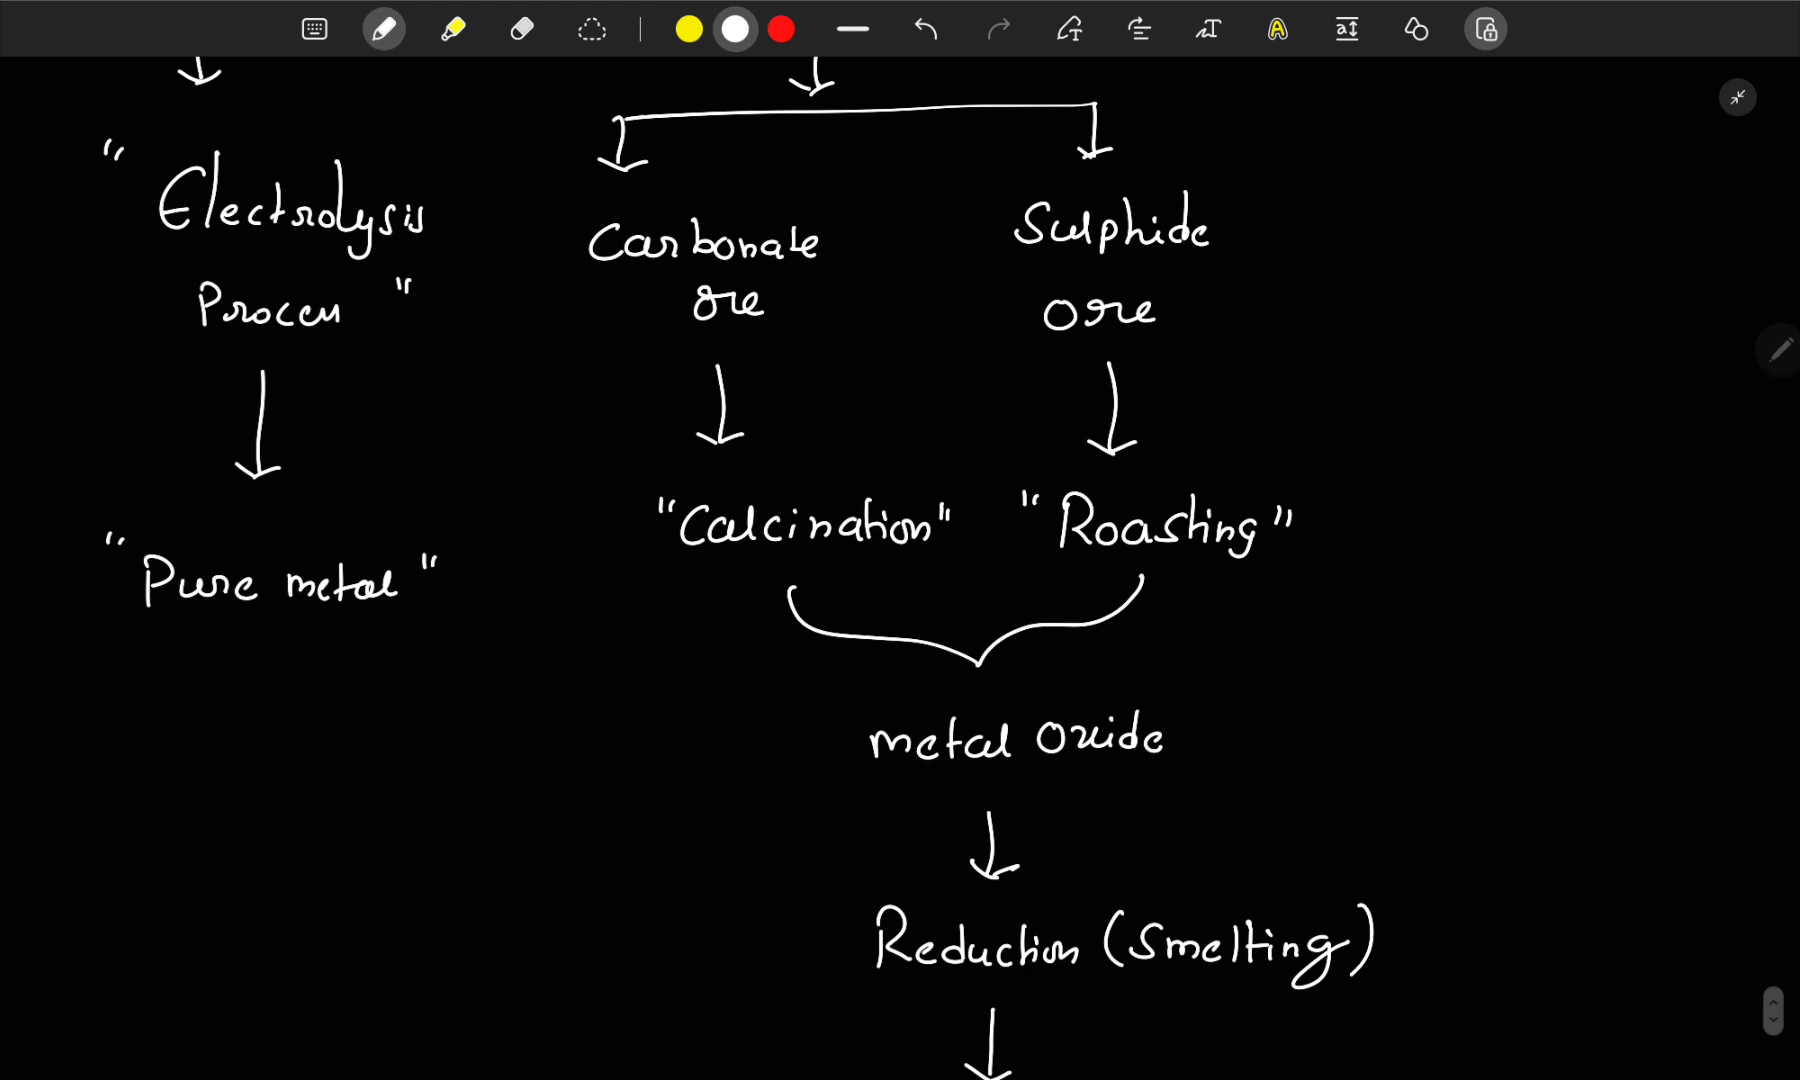 " Electrolysis
Process "
" Pure metal "
Carbonate
ore
Sulphide
ore
"Calcination"
"Roasting"
metal oxide
Reduction (Smelting)